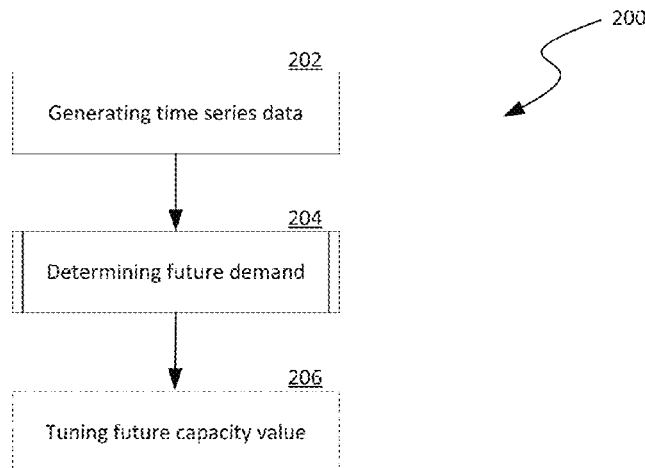 200
202
Generating time series data
204
Determining future demand
206
Tuning future capacity value